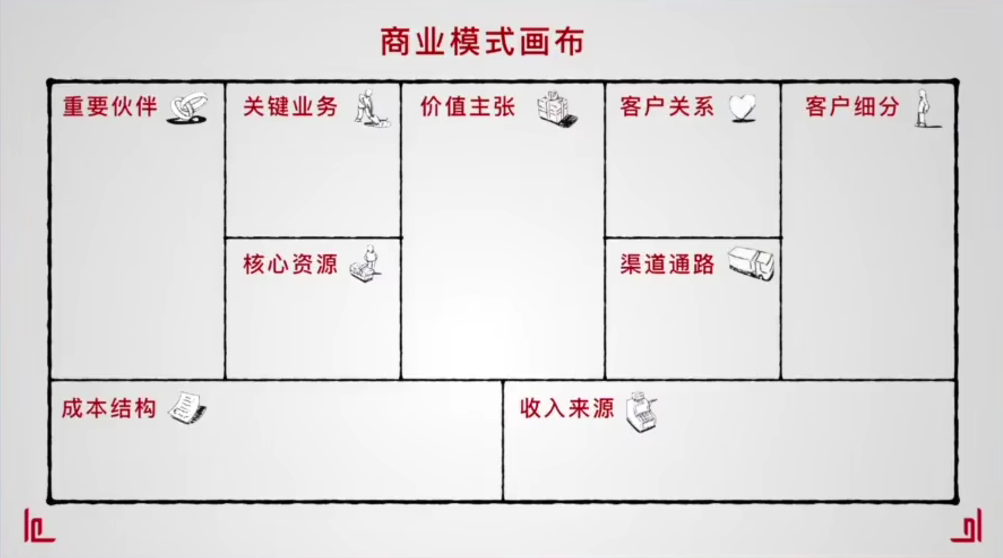 商业模式画布
重要伙伴
关键业务
价值主张
客户关系
客户细分
核心资源
渠道通路
成本结构
收入来源